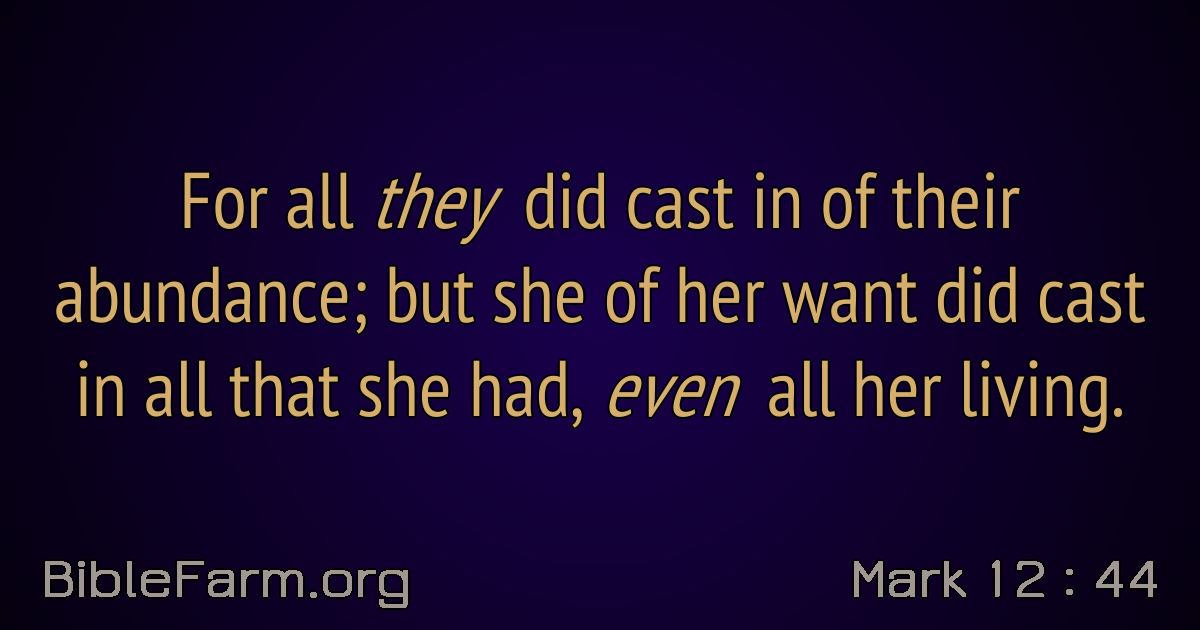 For all they did cast in of their
abundance; but she of her want did cast
in all that she had, even all her living.
BibleFarm.org
Mark 12 : 44